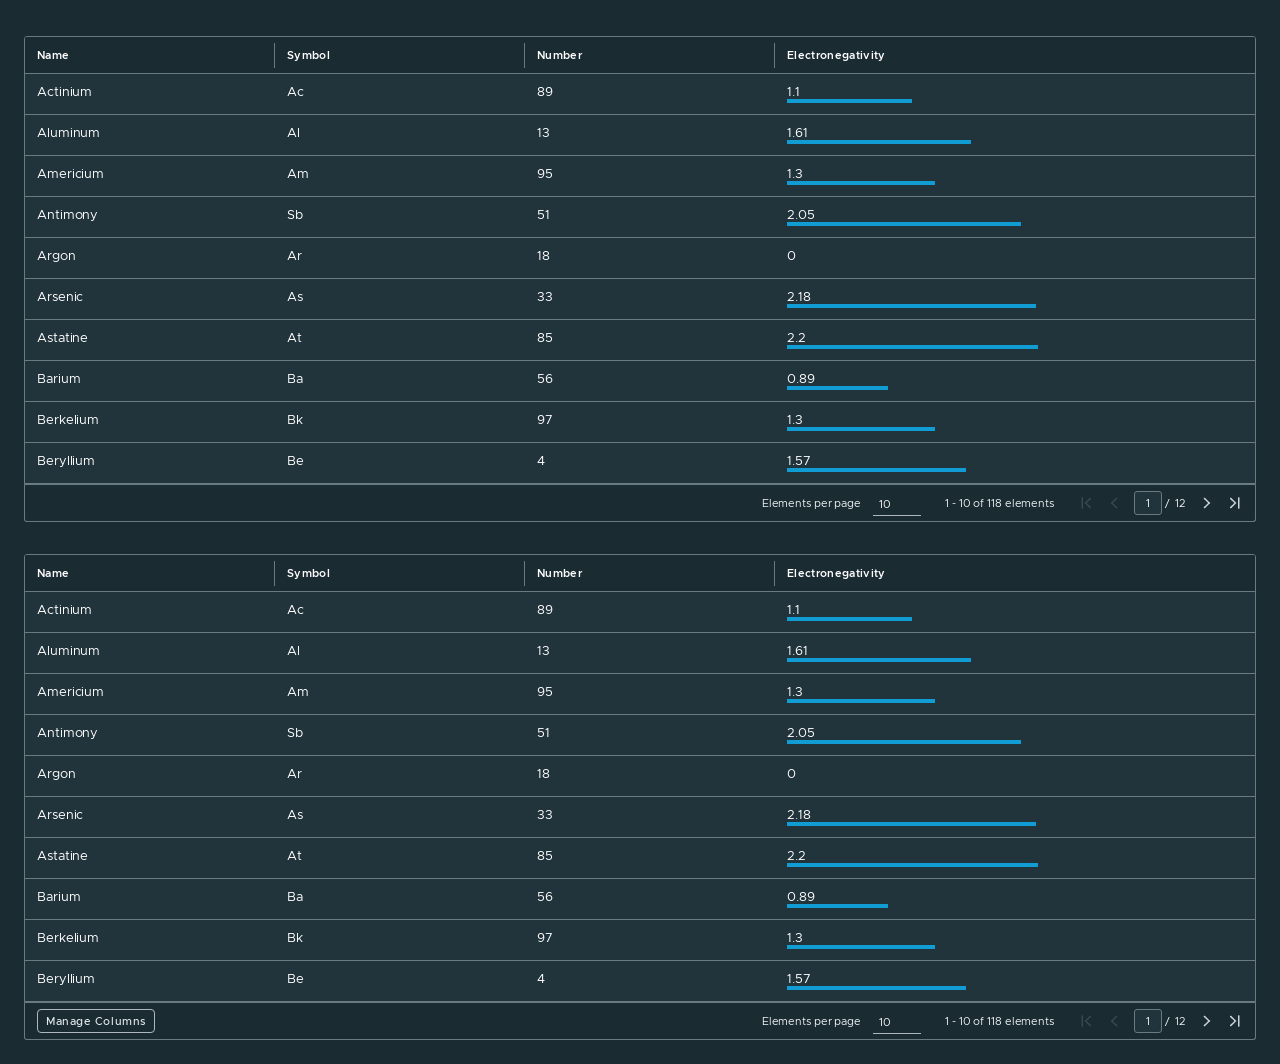 Name Symbol Number Electronegativity
Actinium Ac 89 1.1
Aluminum Al 13 1.61
Americium Am 95 1.3
Antimony Sb 51 2.05
Argon Ar 18 0
Arsenic As 33 2.18
Astatine At 85 2.2
Barium Ba 56 0.89
Berkelium Bk 97 1.3
Beryllium Be 4 1.57
Elements per page 10 1 - 10 of 118 elements 1 / 12
Name Symbol Number Electronegativity
Actinium Ac 89 1.1
Aluminum Al 13 1.61
Americium Am 95 1.3
Antimony Sb 51 2.05
Argon Ar 18 0
Arsenic As 33 2.18
Astatine At 85 2.2
Barium Ba 56 0.89
Berkelium Bk 97 1.3
Beryllium Be 4 1.57
Manage Columns Elements per page 10 1 - 10 of 118 elements 1 / 12